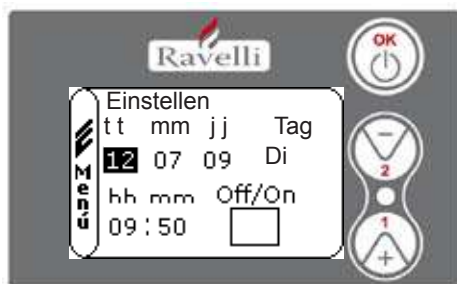 Ravelli
OK
Einstellen
tt mm jj Tag
12 07 09 Di
hh mm Off/On
09:50
Menú
2
1